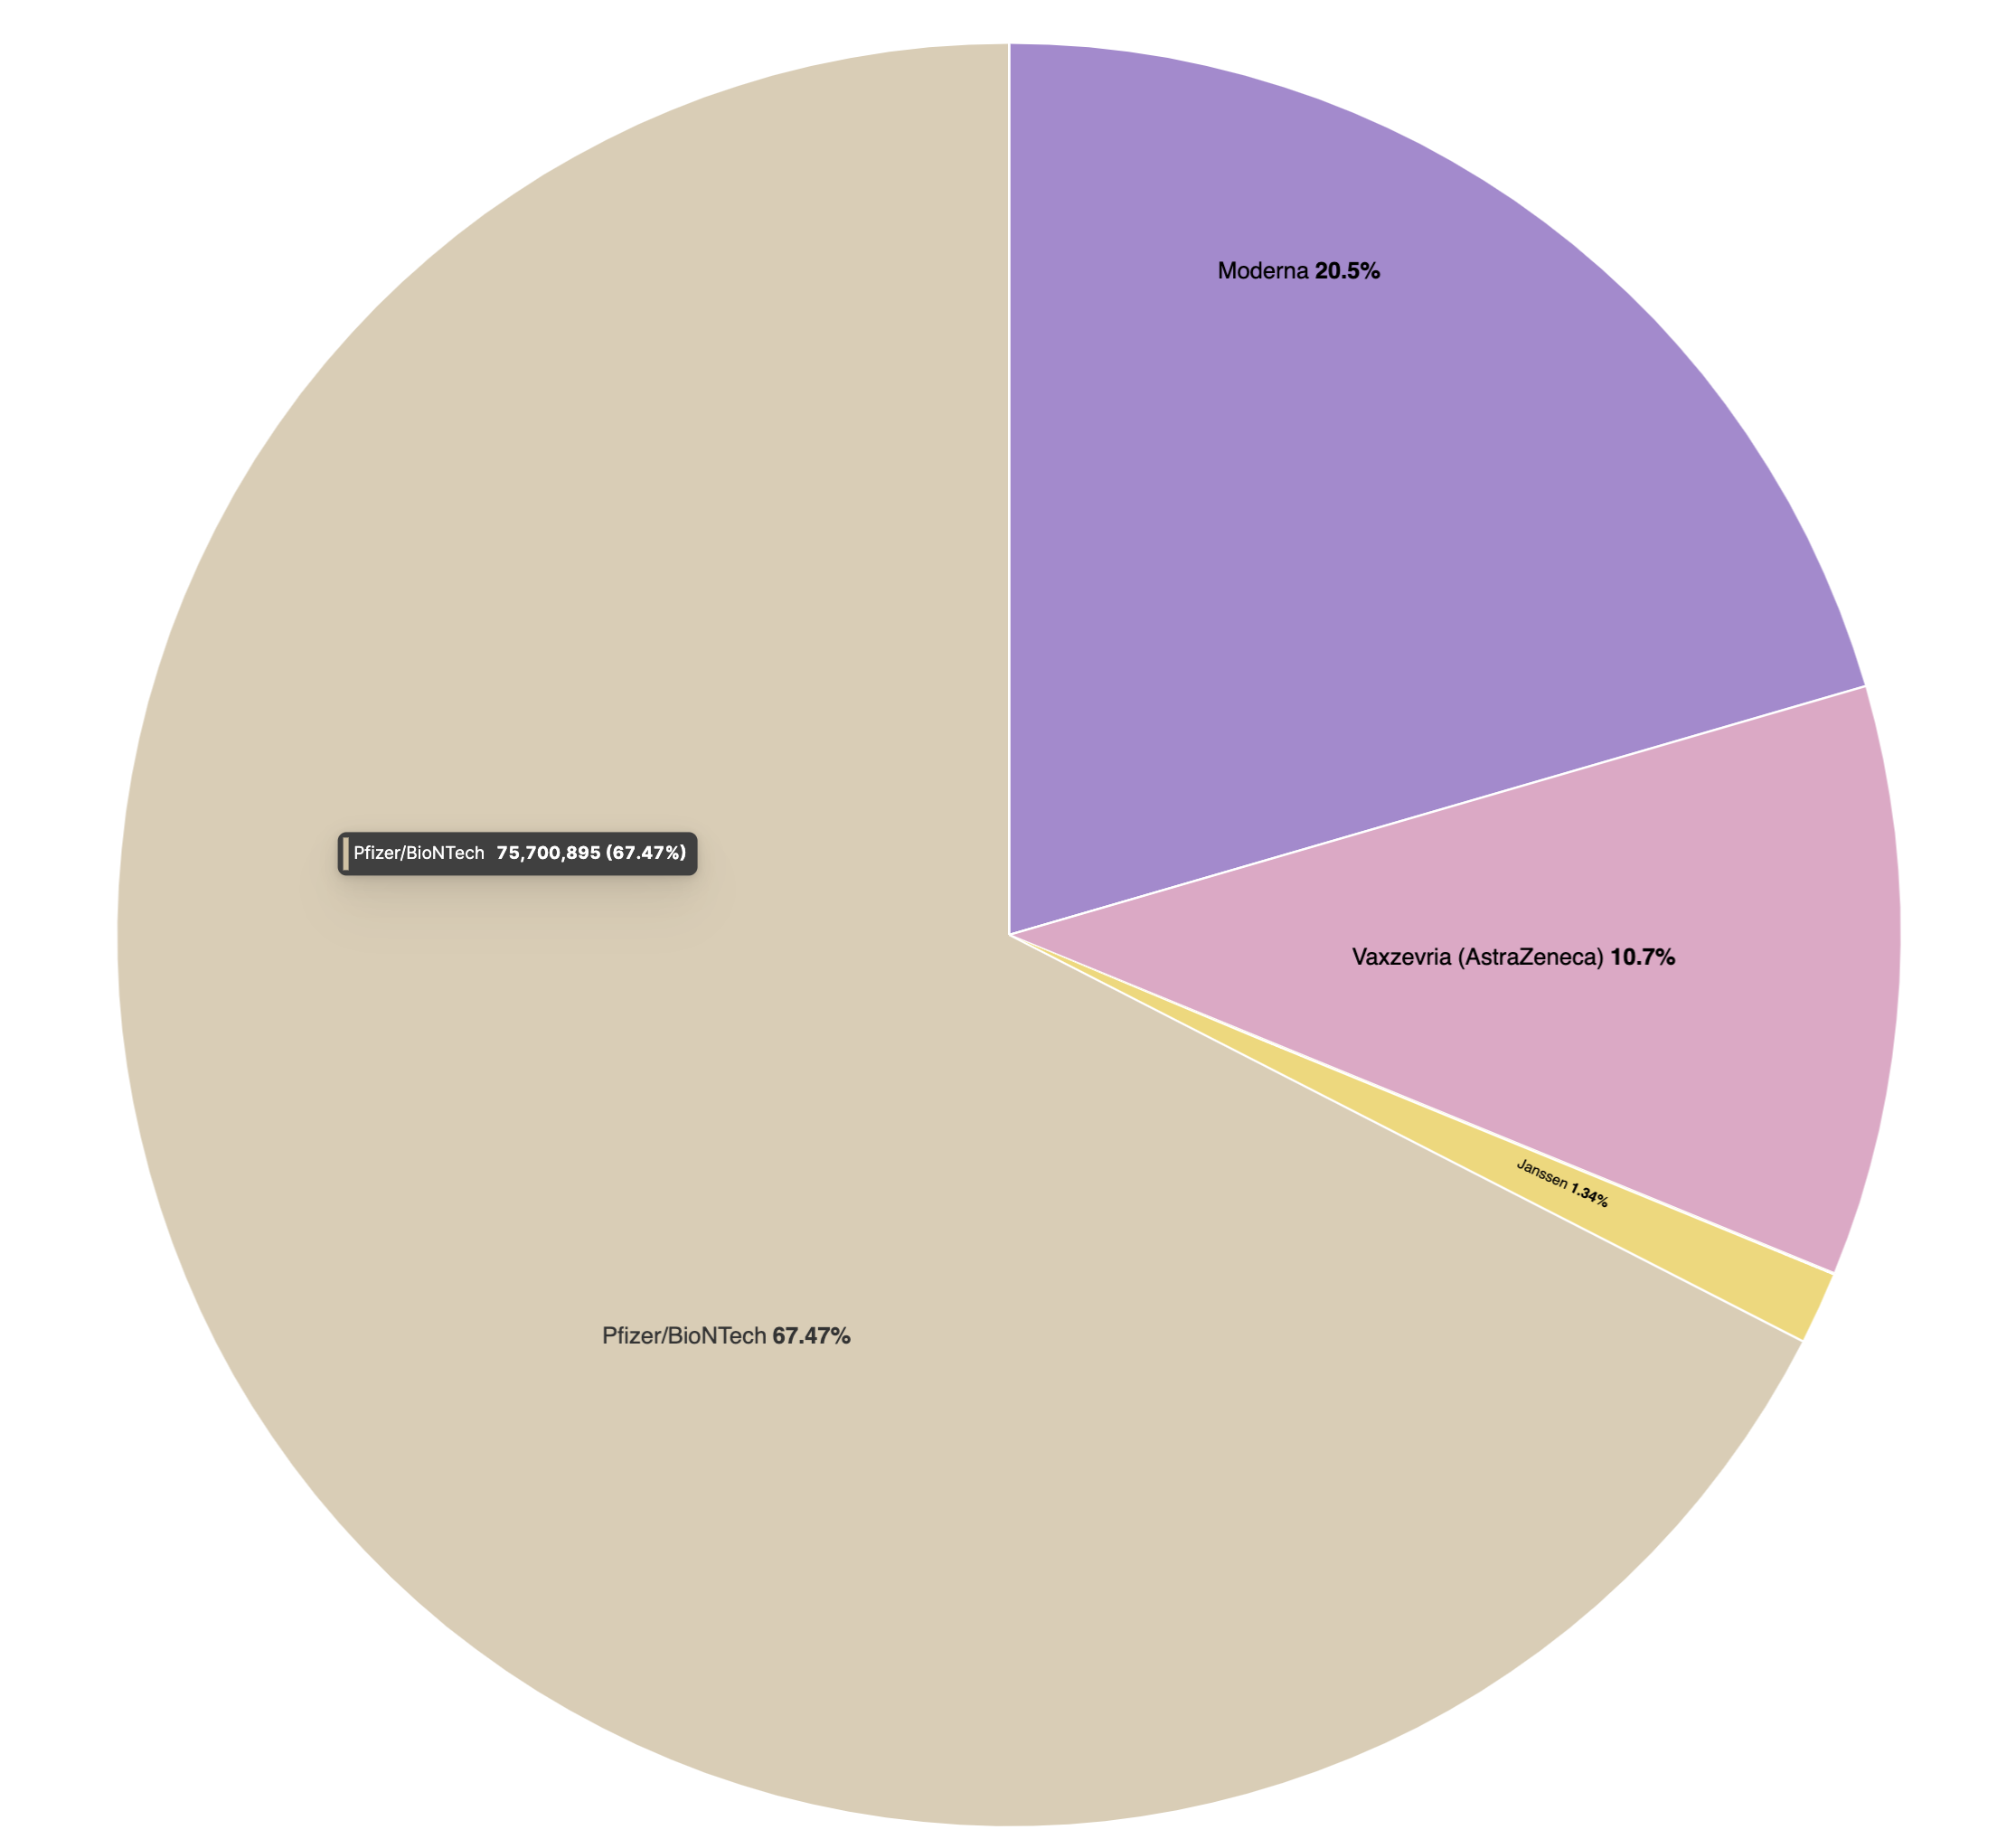 Moderna 20.5%
Pfizer/BioNTech 75,700,895 (67.47%)
Vaxzevria (AstraZeneca) 10.7%
Janssen 1.34%
Pfizer/BioNTech 67.47%